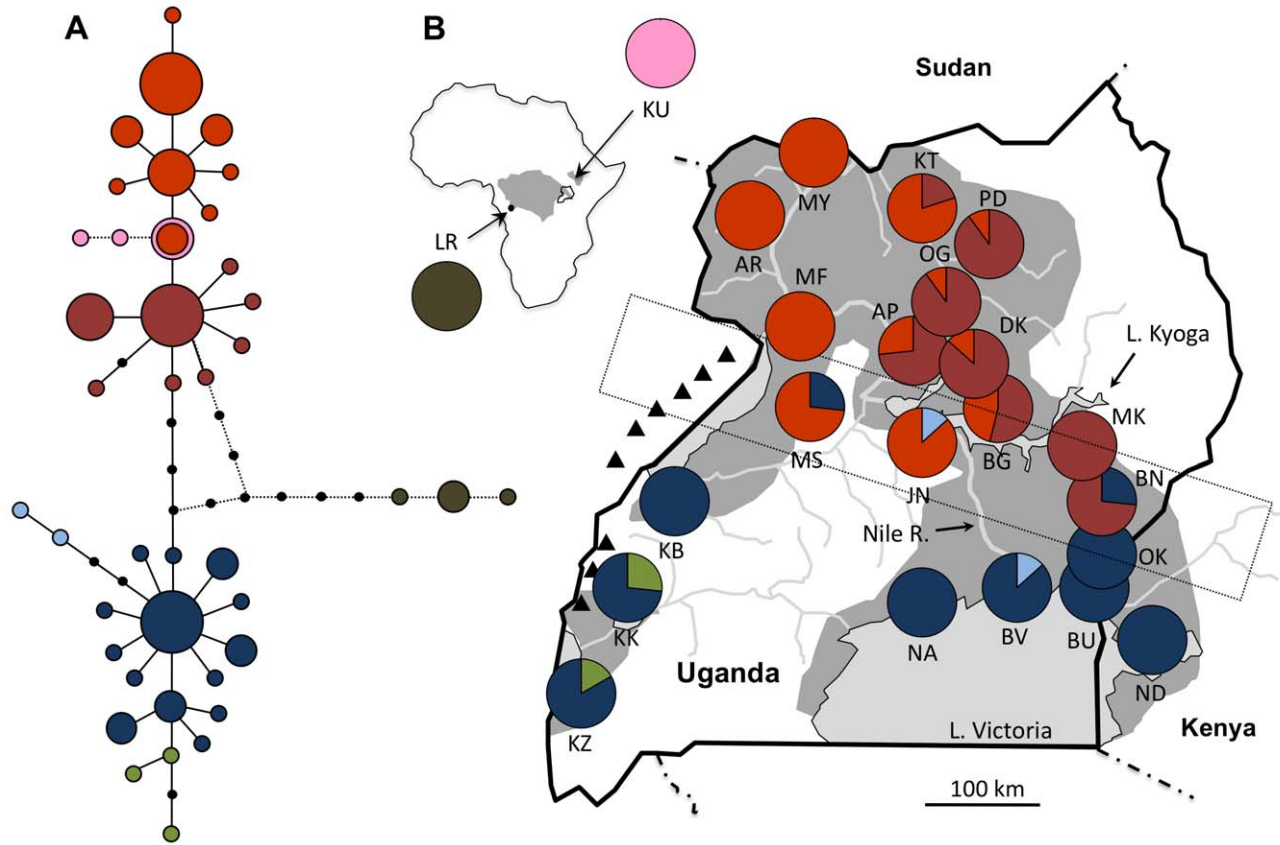 A
B
Sudan
KU
LR
MY
KT
PD
AR
OG
MF
AP
DK
L. Kyoga
MK
MS
BG
JN
BN
Nile R.
KB
OK
KK
NA
BV
BU
Uganda
ND
KZ
L. Victoria
Kenya
100 km